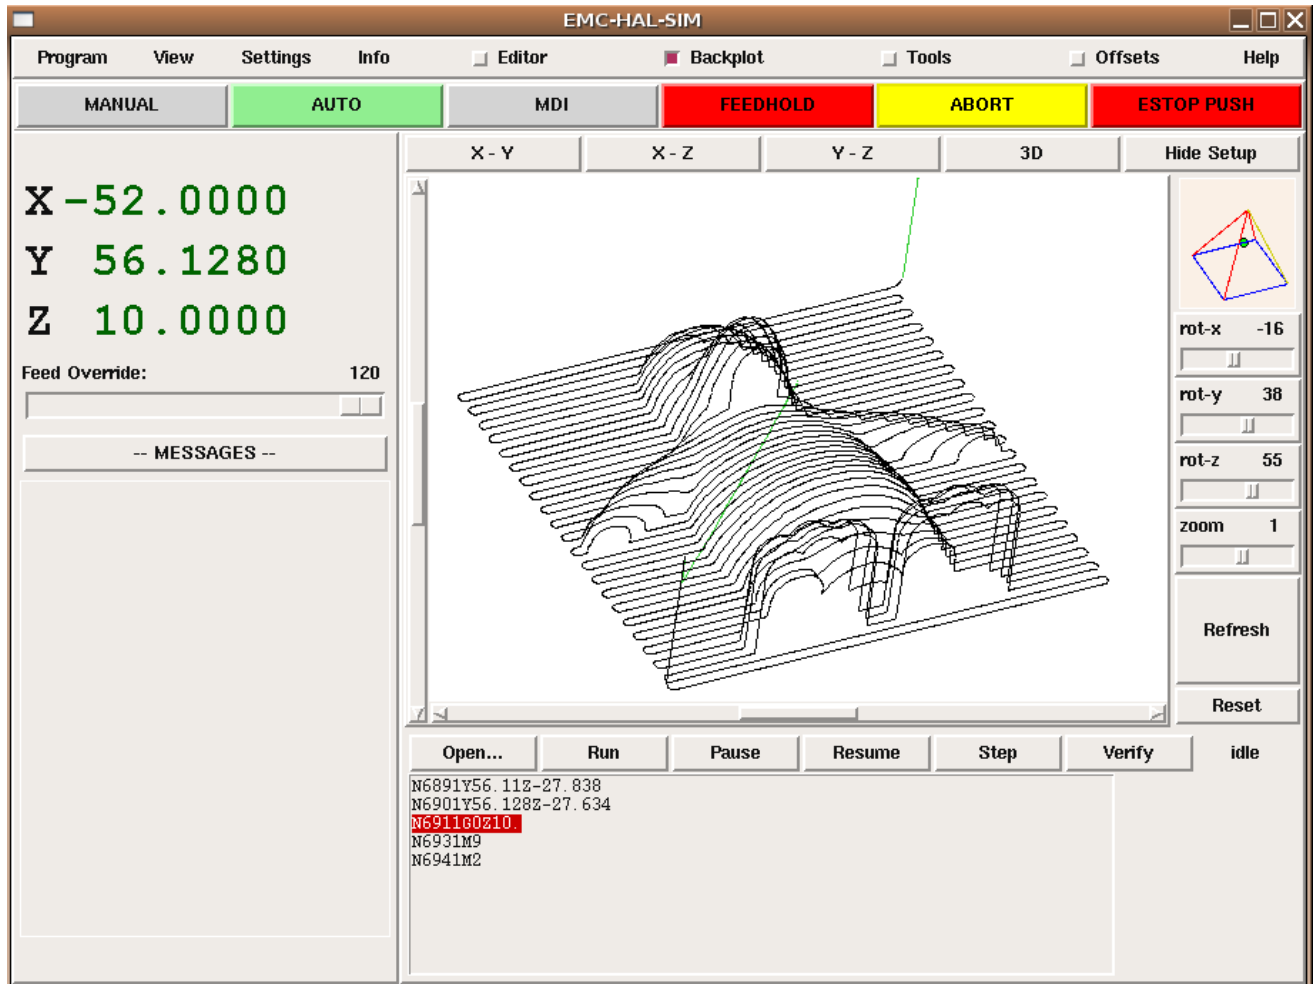 EMC-HAL-SIM
Program View Settings Info Editor Backplot Tools Offsets Help
MANUAL AUTO MDI FEEDHOLD ABORT ESTOP PUSH
X - Y X - Z Y - Z 3D Hide Setup
X -52.0000
Y 56.1280
Z 10.0000
Feed Override: 120
-- MESSAGES --
rot-x -16
rot-y 38
rot-z 55
zoom 1
Refresh
Reset
Open... Run Pause Resume Step Verify idle
N6891Y56.11Z-27.838
N6901Y56.128Z-27.634
N6911G0Z10.
N6931M9
N6941M2